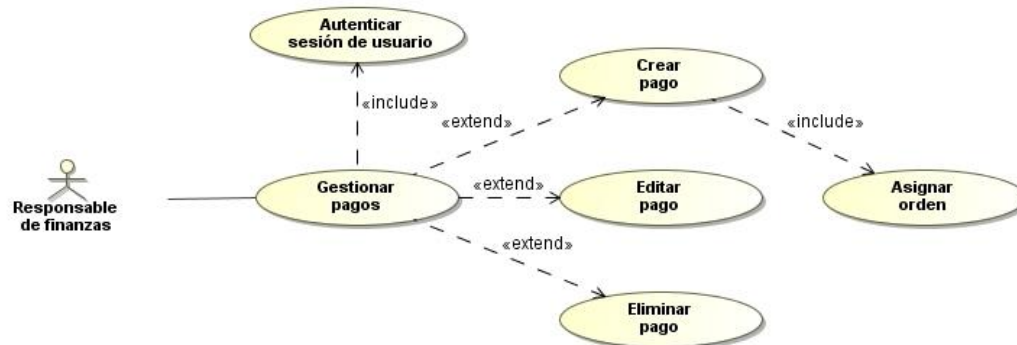 Autenticar
sesión de usuario
Crear
pago
«include»
«extend»
«include»
Responsable
de finanzas
Gestionar
pagos
«extend»
Editar
pago
Asignar
orden
«extend»
Eliminar
pago